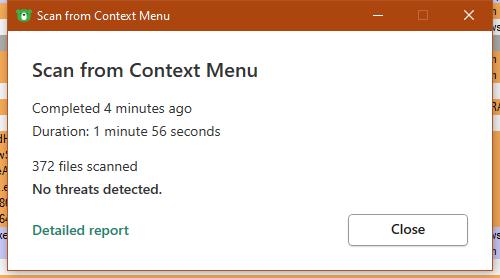 Scan from Context Menu
Scan from Context Menu
Completed 4 minutes ago
Duration: 1 minute 56 seconds
372 files scanned
No threats detected.
Detailed report
Close